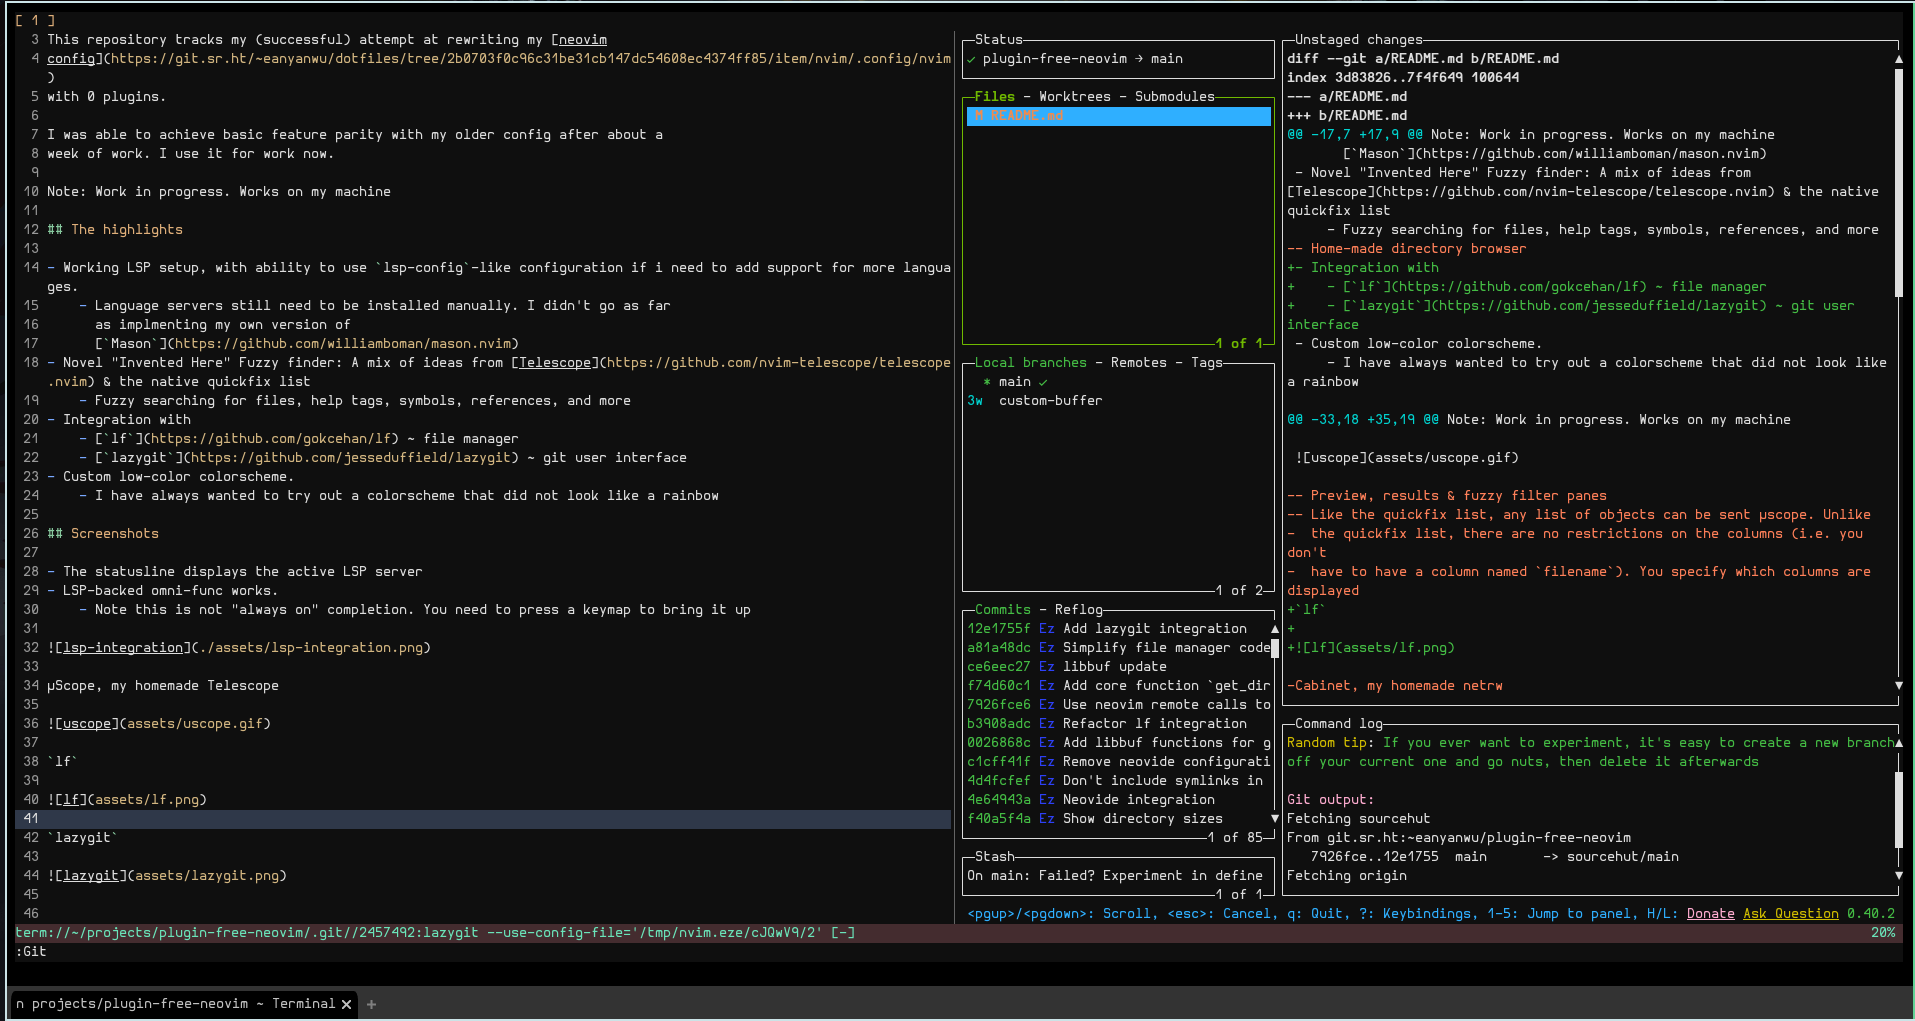 [ 1 ]
3 This repository tracks my (successful) attempt at rewriting my [neovim
4 config](https://git.sr.ht/~eanyanwu/dotfiles/tree/2b0703f0c96c31be31cb147dc54608ec4374ff85/item/nvim/.config/nvim
)
5 with 0 plugins.
6
7 I was able to achieve basic feature parity with my older config after about a
8 week of work. I use it for work now.
9
10 Note: Work in progress. Works on my machine
11
12 ## The highlights
13
14 - Working LSP setup, with ability to use `lsp-config`-like configuration if i need to add support for more langua
ges.
15 - Language servers still need to be installed manually. I didn't go as far
16 as implmenting my own version of
17 [`Mason`](https://github.com/williamboman/mason.nvim)
18 - Novel "Invented Here" Fuzzy finder: A mix of ideas from [Telescope](https://github.com/nvim-telescope/telescope
.nvim) & the native quickfix list
19 - Fuzzy searching for files, help tags, symbols, references, and more
20 - Integration with
21 - [`lf`](https://github.com/gokcehan/lf) ~ file manager
22 - [`lazygit`](https://github.com/jesseduffield/lazygit) ~ git user interface
23 - Custom low-color colorscheme.
24 - I have always wanted to try out a colorscheme that did not look like a rainbow
25
26 ## Screenshots
27
28 - The statusline displays the active LSP server
29 - LSP-backed omni-func works.
30 - Note this is not "always on" completion. You need to press a keymap to bring it up
31
32 ![lsp-integration](./assets/lsp-integration.png)
33
34 µScope, my homemade Telescope
35
36 ![uscope](assets/uscope.gif)
37
38 `lf`
39
40 ![lf](assets/lf.png)
41
42 `lazygit`
43
44 ![lazygit](assets/lazygit.png)
45
46
Status
✓ plugin-free-neovim → main
Files - Worktrees - Submodules
M README.md
1 of 1
Local branches - Remotes - Tags
* main ✓
3w custom-buffer
1 of 2
Commits - Reflog
12e1755f Ez Add lazygit integration
a81a48dc Ez Simplify file manager code
ce6eec27 Ez libbuf update
f74d60c1 Ez Add core function `get_dir
7926fce6 Ez Use neovim remote calls to
b3908adc Ez Refactor lf integration
0026868c Ez Add libbuf functions for g
c1cff41f Ez Remove neovide configurati
4d4fcfef Ez Don't include symlinks in
4e64943a Ez Neovide integration
f40a5f4a Ez Show directory sizes
1 of 85
Stash
On main: Failed? Experiment in define
1 of 1
Unstaged changes
diff --git a/README.md b/README.md
index 3d83826..7f4f649 100644
--- a/README.md
+++ b/README.md
@@ -17,7 +17,9 @@ Note: Work in progress. Works on my machine
[`Mason`](https://github.com/williamboman/mason.nvim)
- Novel "Invented Here" Fuzzy finder: A mix of ideas from
[Telescope](https://github.com/nvim-telescope/telescope.nvim) & the native
quickfix list
- Fuzzy searching for files, help tags, symbols, references, and more
-- Home-made directory browser
+- Integration with
+    - [`lf`](https://github.com/gokcehan/lf) ~ file manager
+    - [`lazygit`](https://github.com/jesseduffield/lazygit) ~ git user
interface
- Custom low-color colorscheme.
- I have always wanted to try out a colorscheme that did not look like
a rainbow
@@ -33,18 +35,19 @@ Note: Work in progress. Works on my machine
![uscope](assets/uscope.gif)
-- Preview, results & fuzzy filter panes
-- Like the quickfix list, any list of objects can be sent µscope. Unlike
-  the quickfix list, there are no restrictions on the columns (i.e. you
don't
-  have to have a column named `filename`). You specify which columns are
displayed
+`lf`
+
+![lf](assets/lf.png)
-Cabinet, my homemade netrw
Command log
Random tip: If you ever want to experiment, it's easy to create a new branch
off your current one and go nuts, then delete it afterwards
Git output:
Fetching sourcehut
From git.sr.ht:~eanyanwu/plugin-free-neovim
7926fce..12e1755  main       -> sourcehut/main
Fetching origin
<pgup>/<pgdown>: Scroll, <esc>: Cancel, q: Quit, ?: Keybindings, 1-5: Jump to panel, H/L: Donate Ask Question 0.40.2
term://~/projects/plugin-free-neovim/.git//2457492:lazygit --use-config-file='/tmp/nvim.eze/cJQwV9/2' [-] 20%
:Git
n projects/plugin-free-neovim ~ Terminal × +